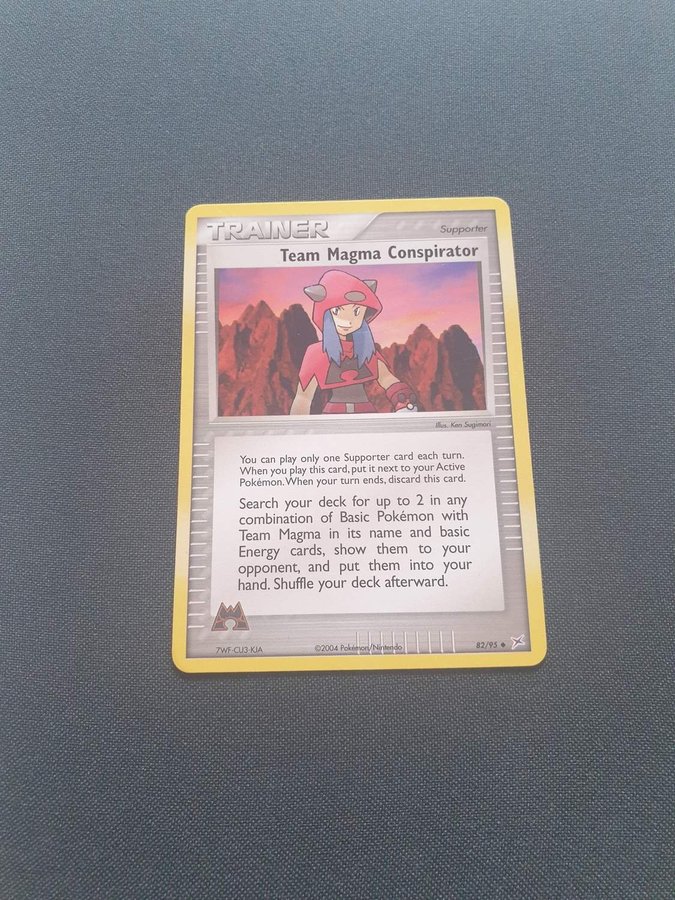 TRAINER
Supporter
Team Magma Conspirator
Illus. Ken Sugimori
You can play only one Supporter card each turn.
When you play this card, put it next to your Active
Pokémon. When your turn ends, discard this card.
Search your deck for up to 2 in any
combination of Basic Pokémon with
Team Magma in its name and basic
Energy cards, show them to your
opponent, and put them into your
hand. Shuffle your deck afterward.
7WF-CU3-KJA
©2004 Pokémon/Nintendo
82/95